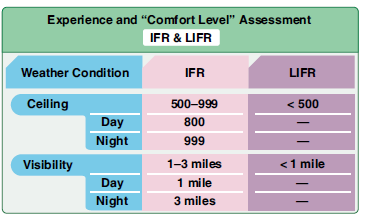 Experience and “Comfort Level” Assessment
IFR & LIFR
Weather Condition IFR LIFR
Ceiling 500–999 < 500
Day 800 —
Night 999 —
Visibility 1–3 miles < 1 mile
Day 1 mile —
Night 3 miles —